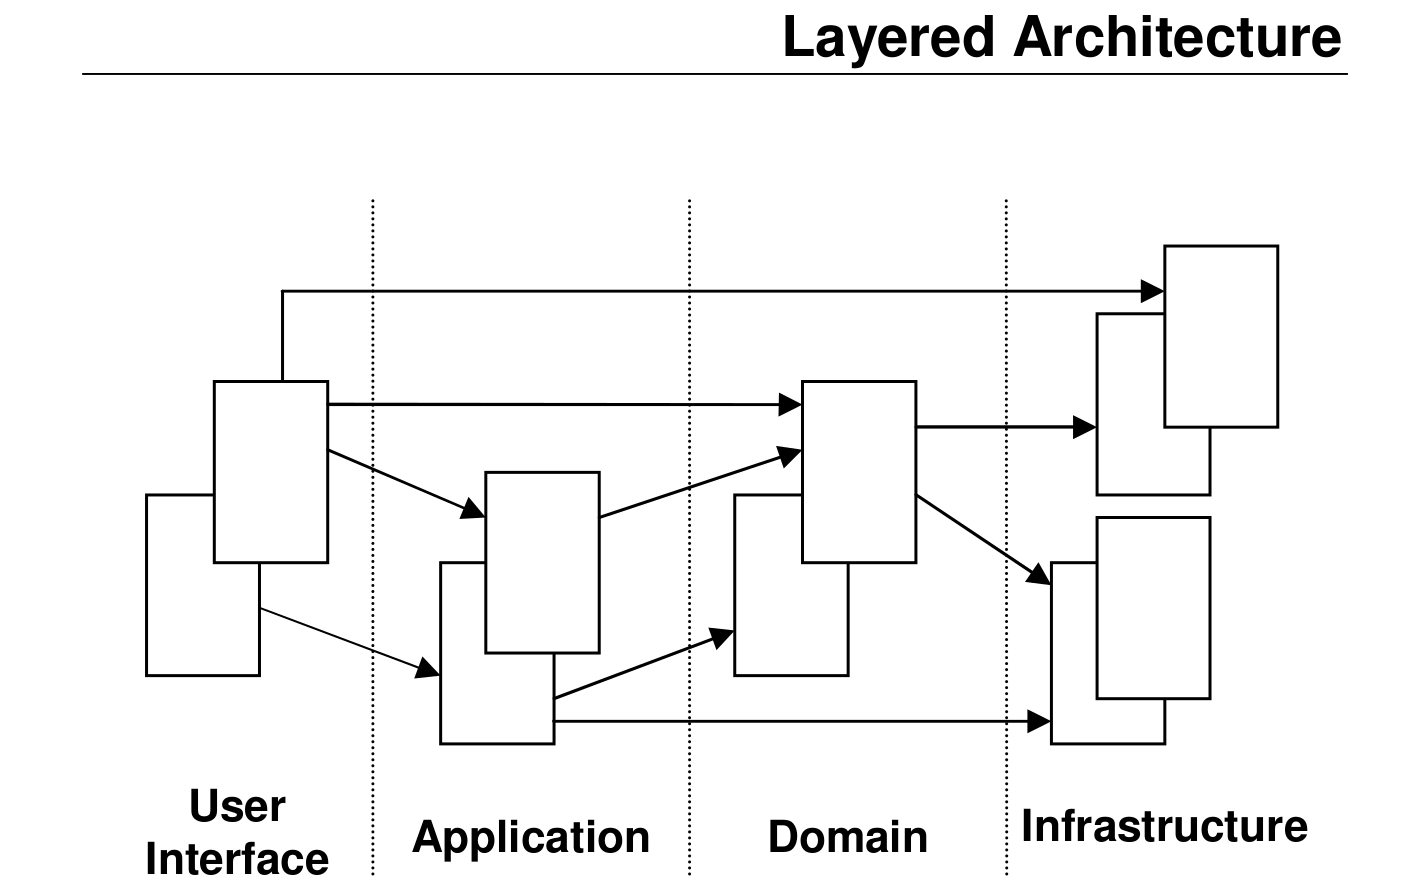 Layered Architecture
User
Interface
Application
Domain
Infrastructure